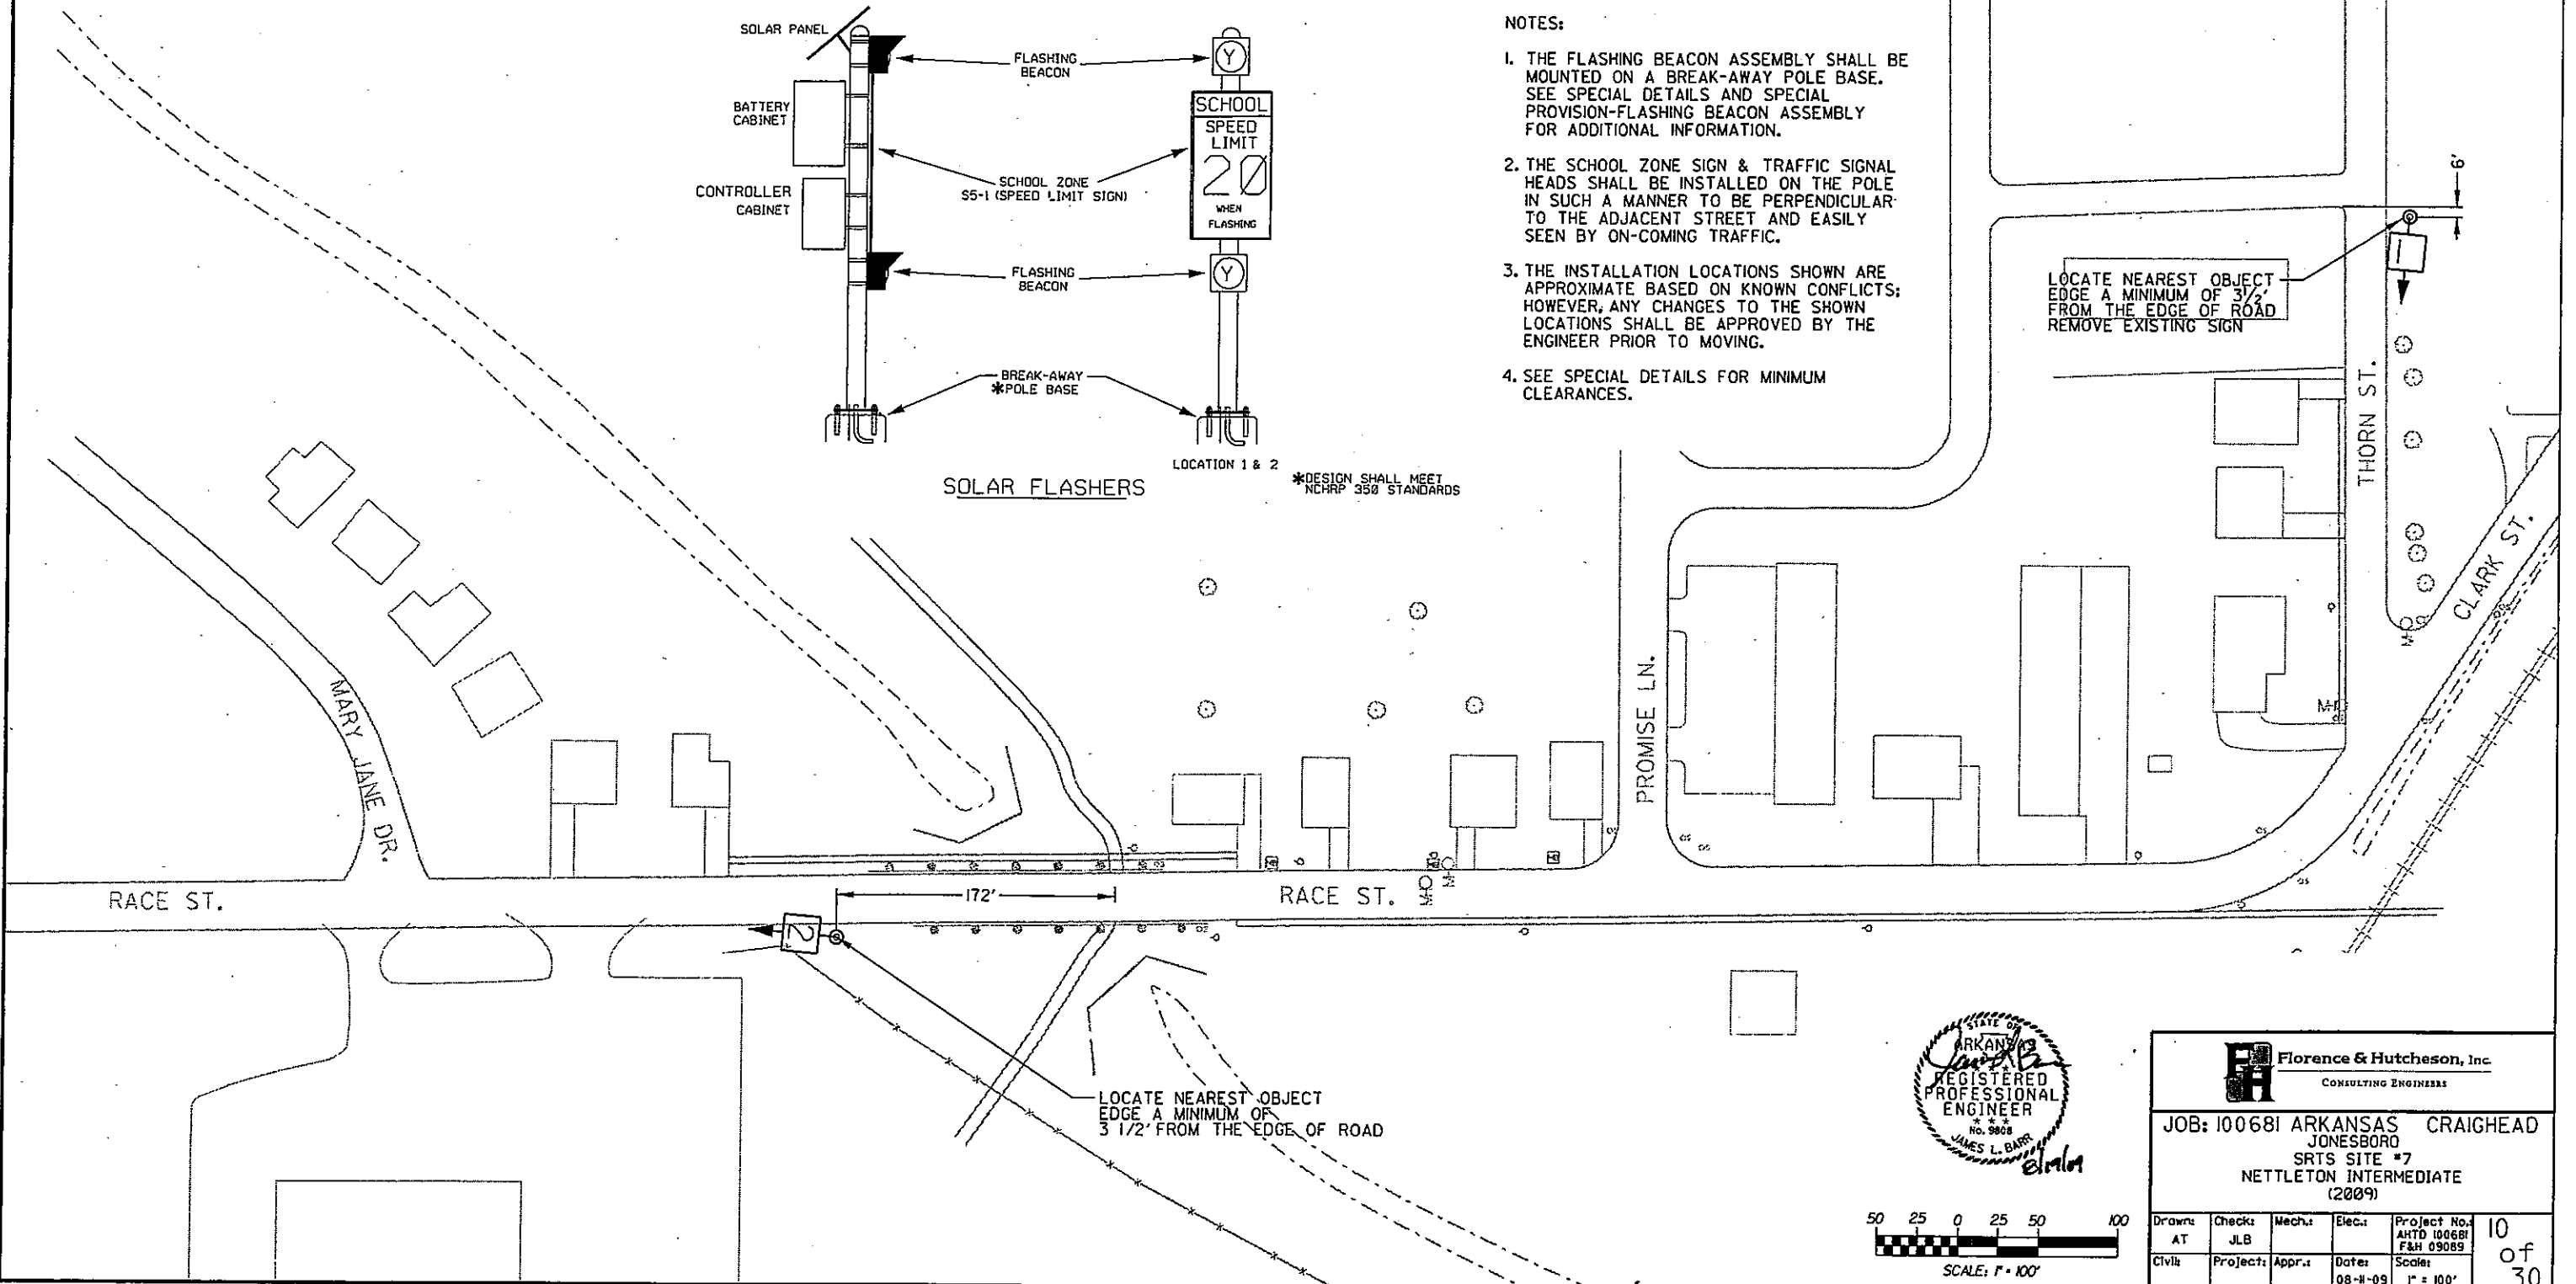 SOLAR PANEL
BATTERY
CABINET
CONTROLLER
CABINET
FLASHING
BEACON
SCHOOL ZONE
S5-1 (SPEED LIMIT SIGN)
FLASHING
BEACON
BREAK-AWAY
*POLE BASE
Y
SCHOOL
SPEED
LIMIT
20
WHEN
FLASHING
Y
LOCATION 1 & 2
*DESIGN SHALL MEET
NCHRP 350 STANDARDS
SOLAR FLASHERS
NOTES:
1. THE FLASHING BEACON ASSEMBLY SHALL BE
MOUNTED ON A BREAK-AWAY POLE BASE.
SEE SPECIAL DETAILS AND SPECIAL
PROVISION-FLASHING BEACON ASSEMBLY
FOR ADDITIONAL INFORMATION.
2. THE SCHOOL ZONE SIGN & TRAFFIC SIGNAL
HEADS SHALL BE INSTALLED ON THE POLE
IN SUCH A MANNER TO BE PERPENDICULAR
TO THE ADJACENT STREET AND EASILY
SEEN BY ON-COMING TRAFFIC.
3. THE INSTALLATION LOCATIONS SHOWN ARE
APPROXIMATE BASED ON KNOWN CONFLICTS;
HOWEVER, ANY CHANGES TO THE SHOWN
LOCATIONS SHALL BE APPROVED BY THE
ENGINEER PRIOR TO MOVING.
4. SEE SPECIAL DETAILS FOR MINIMUM
CLEARANCES.
6'
1
LOCATE NEAREST OBJECT
EDGE A MINIMUM OF 3½'
FROM THE EDGE OF ROAD
REMOVE EXISTING SIGN
THORN ST.
CLARK ST.
MARY JANE DR.
PROMISE LN.
RACE ST.
172'
RACE ST.
2
LOCATE NEAREST OBJECT
EDGE A MINIMUM OF
3 1/2' FROM THE EDGE OF ROAD
STATE OF
ARKANSAS
REGISTERED
PROFESSIONAL
ENGINEER
No. 9808
JAMES L. BARR
8/19/09
50 25 0 25 50 100
SCALE: 1" = 100'
FH
Florence & Hutcheson, Inc.
CONSULTING ENGINEERS
JOB: 100681 ARKANSAS CRAIGHEAD
JONESBORO
SRTS SITE #7
NETTLETON INTERMEDIATE
(2009)
Drawn: AT
Check: JLB
Mech.:
Elec.:
Project No.:
AHTD 100681
F&H 09089
Civil:
Project:
Appr.:
Date:
08-11-09
Scale:
1" = 100'
10
of
30